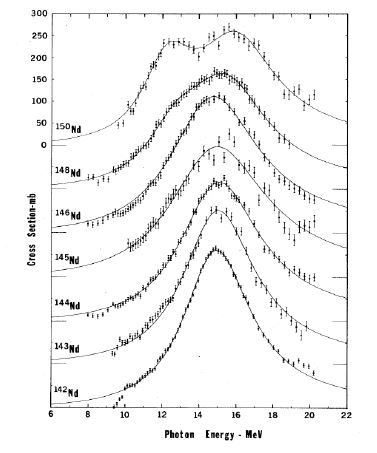 300
250
200
150
100
50
0
150Nd
148Nd
146Nd
145Nd
144Nd
143Nd
142Nd
Cross Section-mb
6 8 10 12 14 16 18 20 22
Photon Energy - MeV